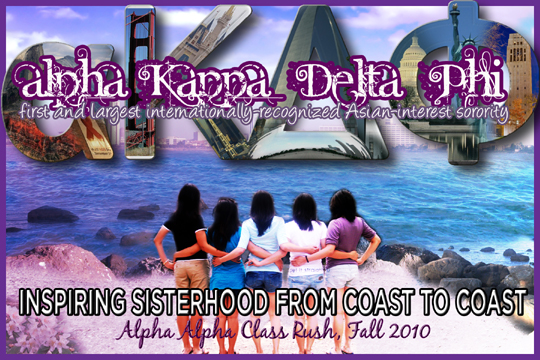 αKΔΦ
alpha Kappa Delta Phi
first and largest internationally-recognized Asian-interest sorority
INSPIRING SISTERHOOD FROM COAST TO COAST
Alpha Alpha Class Rush, Fall 2010